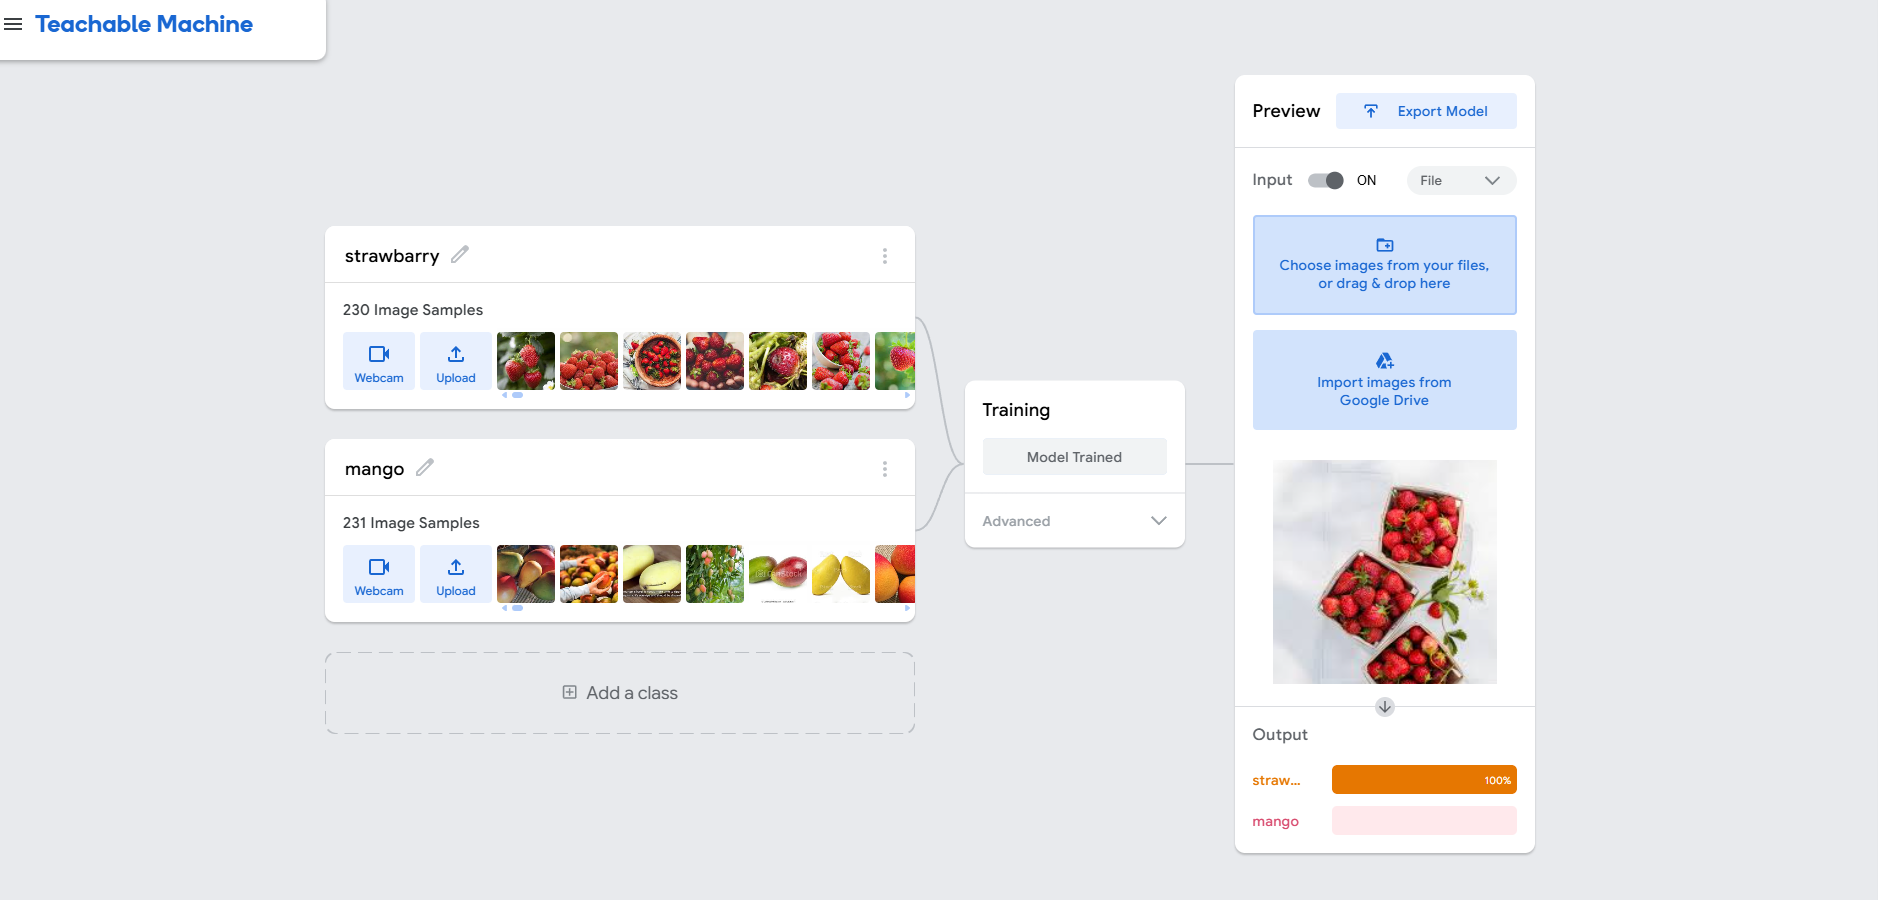 Teachable Machine
Preview
Export Model
Input
ON
File
Choose images from your files,
or drag & drop here
Import images from
Google Drive
strawbarry
230 Image Samples
Webcam
Upload
mango
231 Image Samples
Webcam
Upload
Add a class
Training
Model Trained
Advanced
Output
straw...
100%
mango